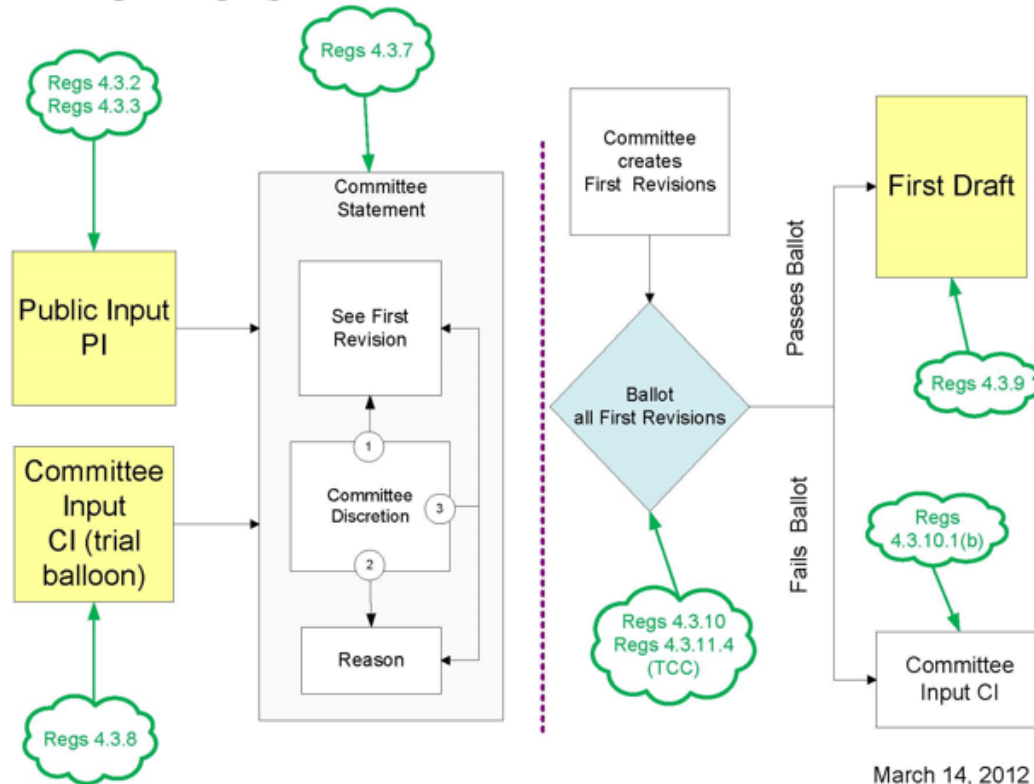 Regs 4.3.2
Regs 4.3.3
Regs 4.3.7
Public Input
PI
Committee
Input
CI (trial
balloon)
Regs 4.3.8
Committee
Statement
See First
Revision
1
Committee
Discretion
3
2
Reason
Committee
creates
First Revisions
Ballot
all First Revisions
Regs 4.3.10
Regs 4.3.11.4
(TCC)
Passes Ballot
Fails Ballot
First Draft
Regs 4.3.9
Regs
4.3.10.1(b)
Committee
Input CI
March 14, 2012